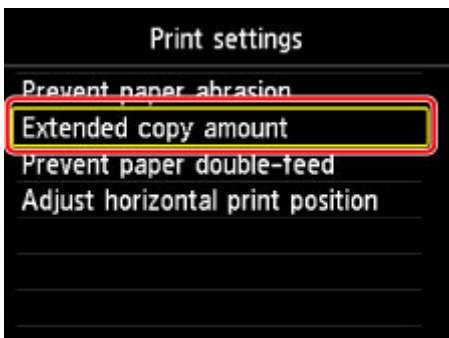 Print settings
Prevent paper abrasion
Extended copy amount
Prevent paper double-feed
Adjust horizontal print position